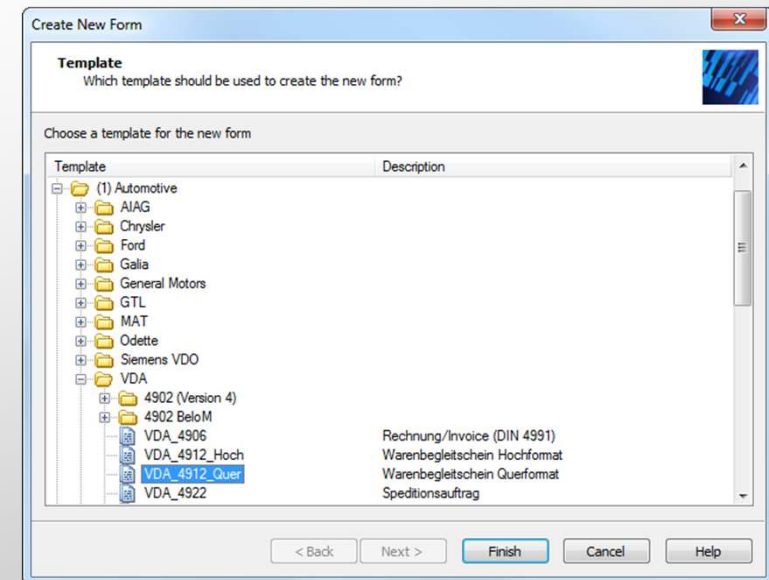 Create New Form
Template
Which template should be used to create the new form?
Choose a template for the new form
Template Description
(1) Automotive
AIAG
Chrysler
Ford
Galia
General Motors
GTL
MAT
Odette
Siemens VDO
VDA
4902 (Version 4)
4902 BeloM
VDA_4906 Rechnung/Invoice (DIN 4991)
VDA_4912_Hoch Warenbegleitschein Hochformat
VDA_4912_Quer Warenbegleitschein Querformat
VDA_4922 Speditionsauftrag
< Back Next > Finish Cancel Help